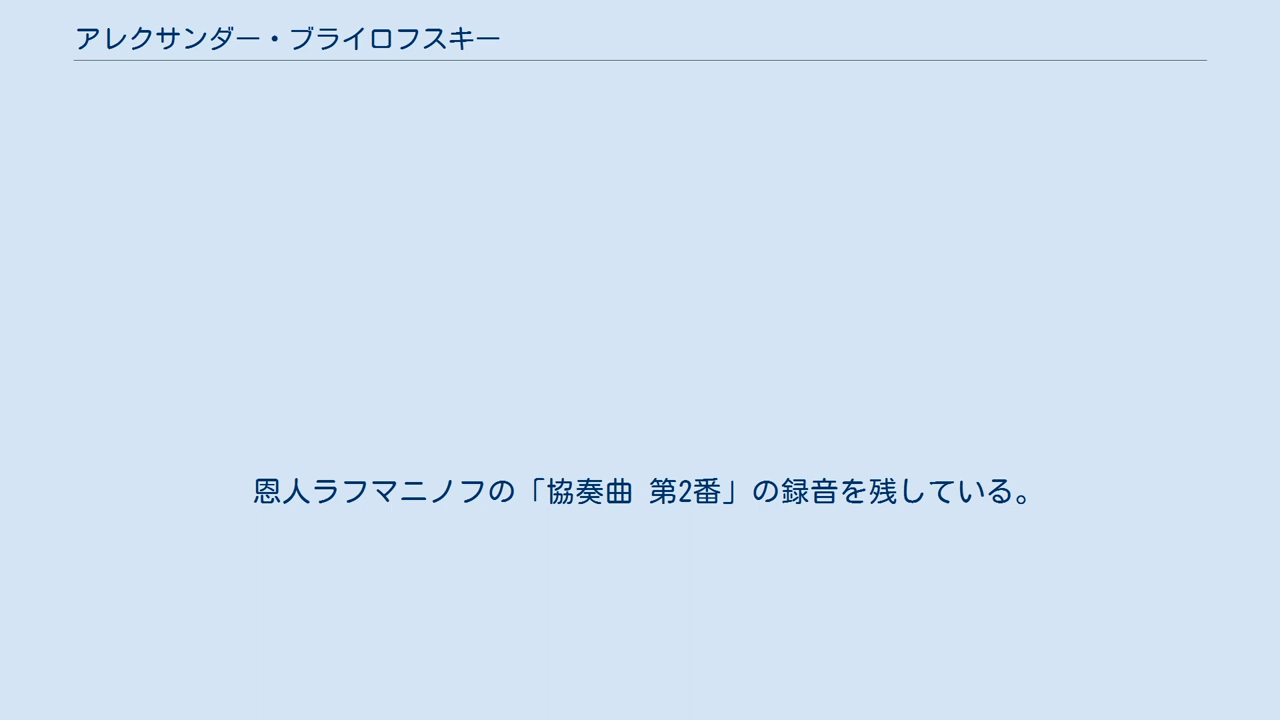 アレクサンダー・ブライロフスキー
恩人ラフマニノフの「協奏曲 第2番」の録音を残している。